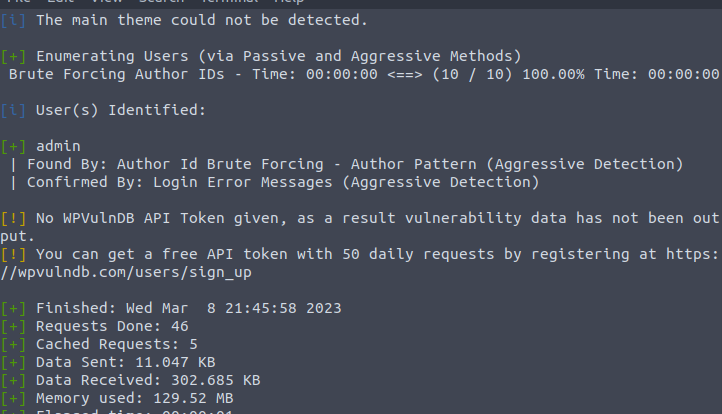 [i] The main theme could not be detected.
[+] Enumerating Users (via Passive and Aggressive Methods)
Brute Forcing Author IDs - Time: 00:00:00 <==> (10 / 10) 100.00% Time: 00:00:00
[i] User(s) Identified:
[+] admin
| Found By: Author Id Brute Forcing - Author Pattern (Aggressive Detection)
| Confirmed By: Login Error Messages (Aggressive Detection)
[!] No WPVulnDB API Token given, as a result vulnerability data has not been out
put.
[!] You can get a free API token with 50 daily requests by registering at https:
//wpvulndb.com/users/sign_up
[+] Finished: Wed Mar  8 21:45:58 2023
[+] Requests Done: 46
[+] Cached Requests: 5
[+] Data Sent: 11.047 KB
[+] Data Received: 302.685 KB
[+] Memory used: 129.52 MB
[+] Elapsed time: 00:00:01